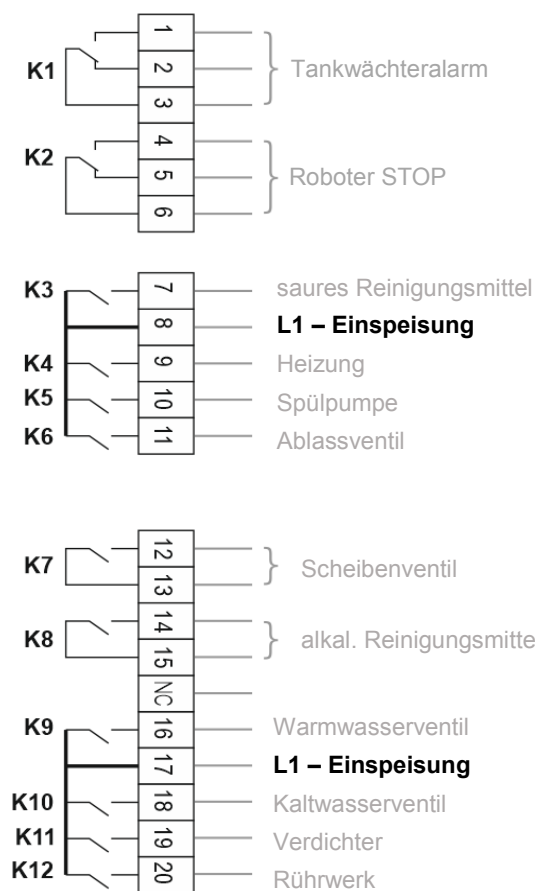 1
K1 2 Tankwächteralarm
3
4
K2 5 Roboter STOP
6
K3 7 saures Reinigungsmittel
8 L1 – Einspeisung
K4 9 Heizung
K5 10 Spülpumpe
K6 11 Ablassventil
12
K7 Scheibenventil
13
14
K8 alkal. Reinigungsmitte
15
NC
K9 16 Warmwasserventil
17 L1 – Einspeisung
K10 18 Kaltwasserventil
K11 19 Verdichter
K12 20 Rührwerk